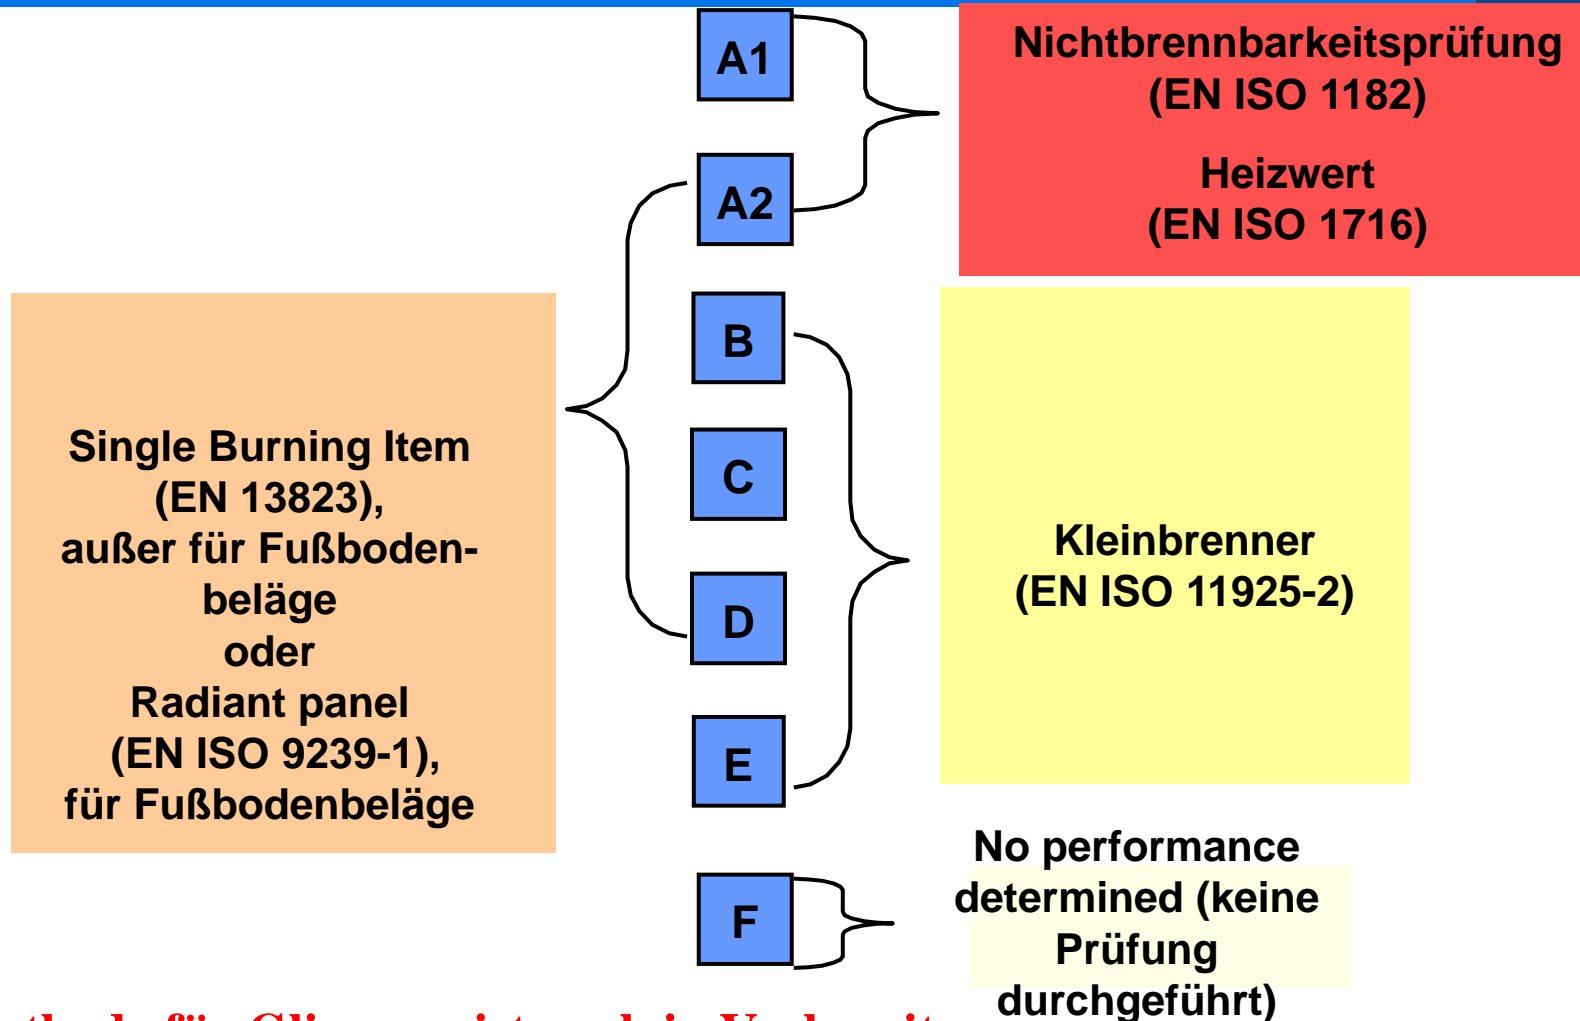 A1
Nichtbrennbarkeitsprüfung
(EN ISO 1182)
Heizwert
(EN ISO 1716)
A2
B
C
D
E
F
Single Burning Item
(EN 13823),
außer für Fußboden-
beläge
oder
Radiant panel
(EN ISO 9239-1),
für Fußbodenbeläge
Kleinbrenner
(EN ISO 11925-2)
No performance
determined (keine
Prüfung
durchgeführt)
für